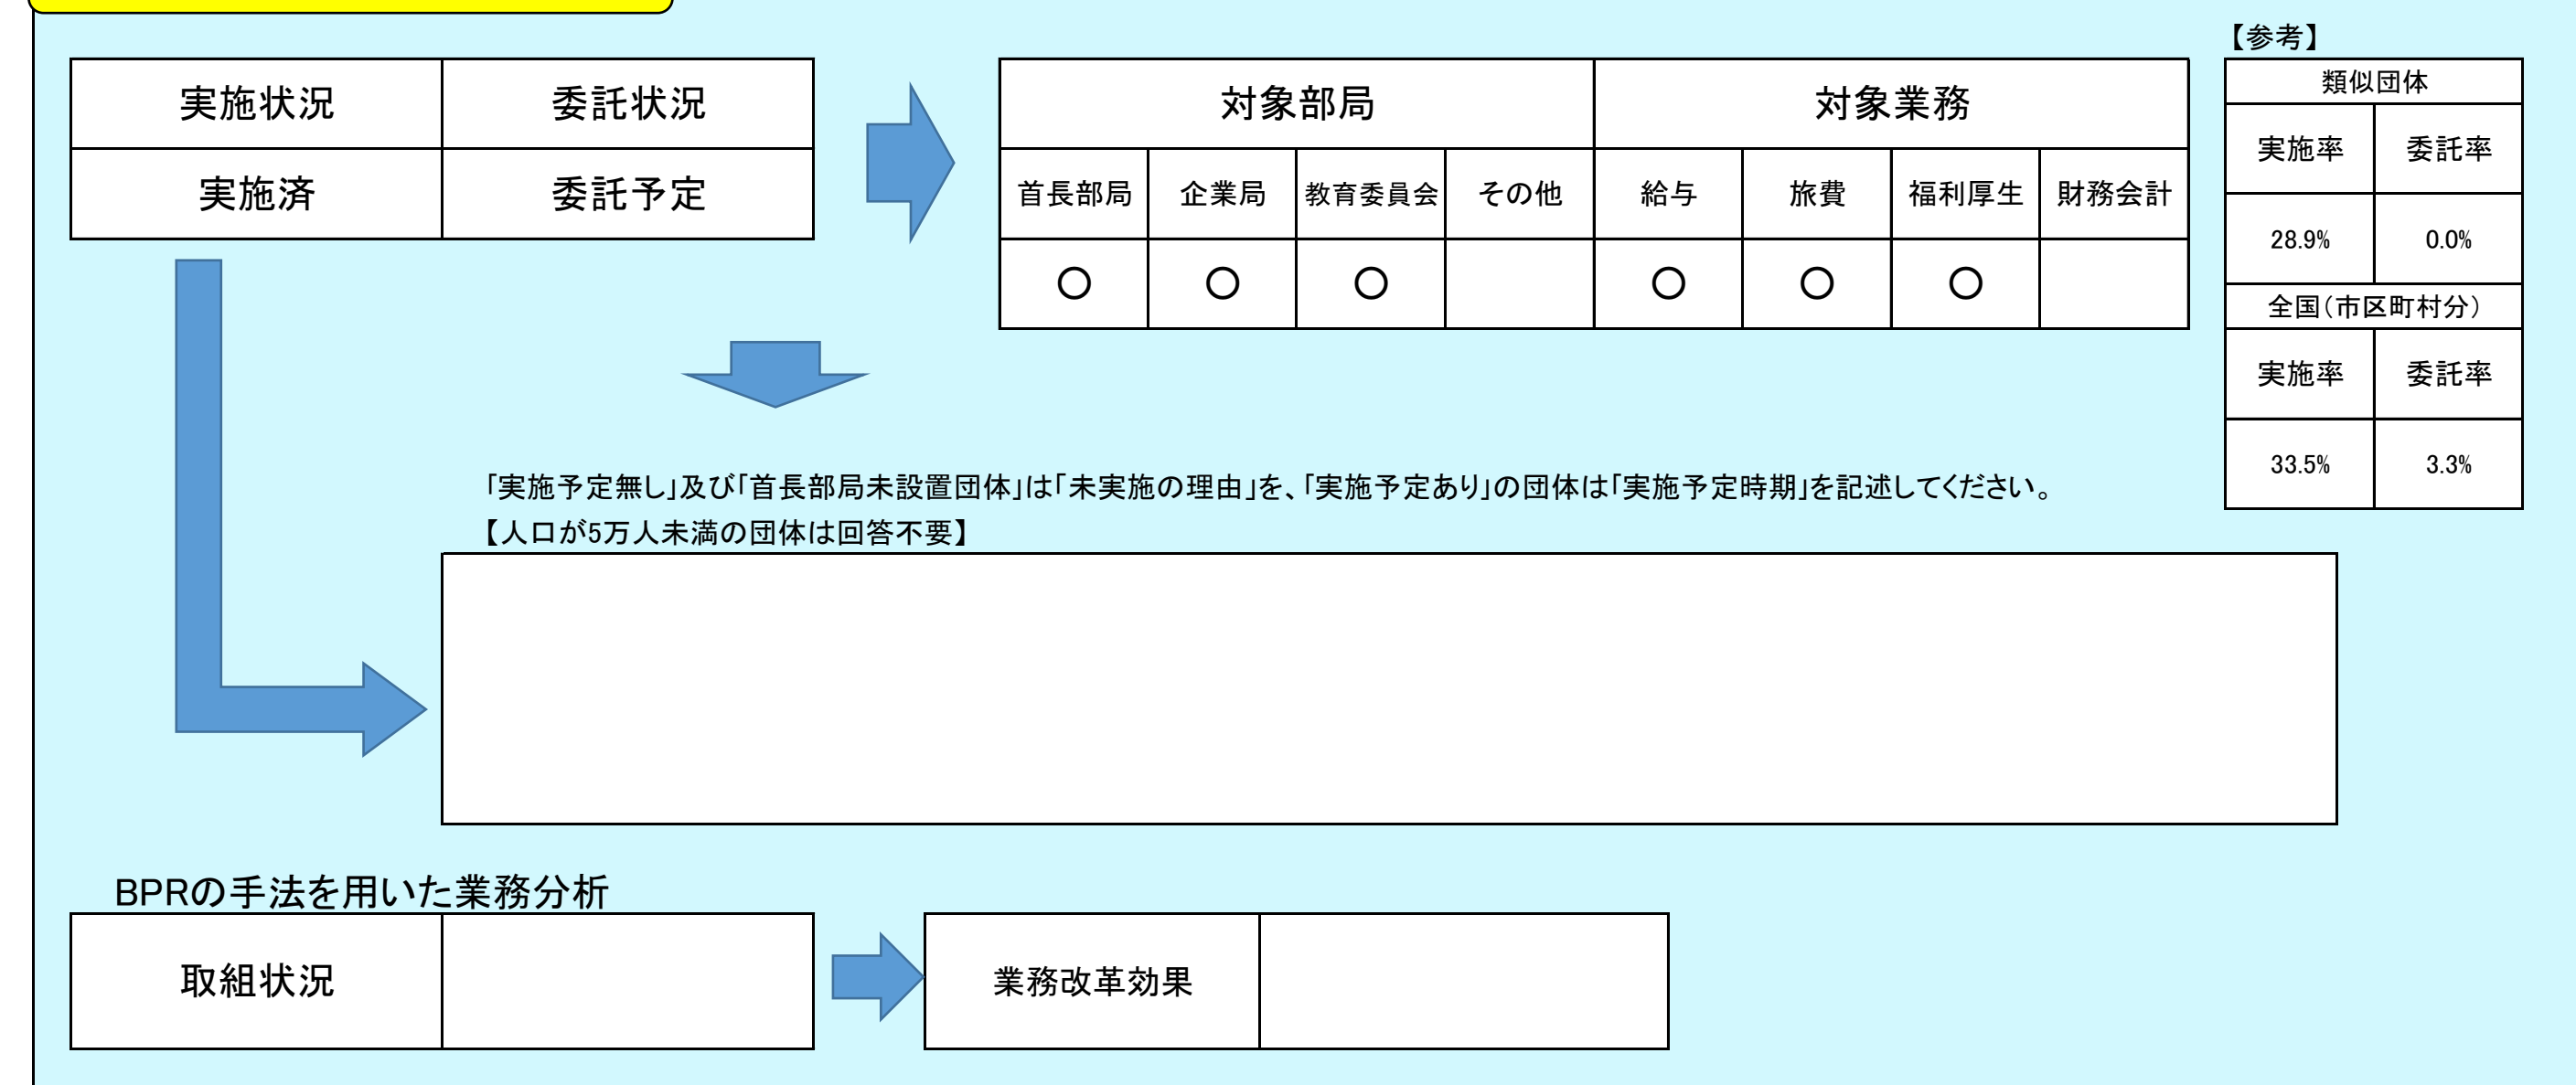 【参考】
実施状況 委託状況
実施済 委託予定
対象部局 対象業務
首長部局 企業局 教育委員会 その他 給与 旅費 福利厚生 財務会計
〇 〇 〇 〇 〇 〇
類似団体
実施率 委託率
28.9% 0.0%
全国(市区町村分)
実施率 委託率
33.5% 3.3%
「実施予定無し」及び「首長部局未設置団体」は「未実施の理由」を、「実施予定あり」の団体は「実施予定時期」を記述してください。
【人口が5万人未満の団体は回答不要】
BPRの手法を用いた業務分析
取組状況
業務改革効果